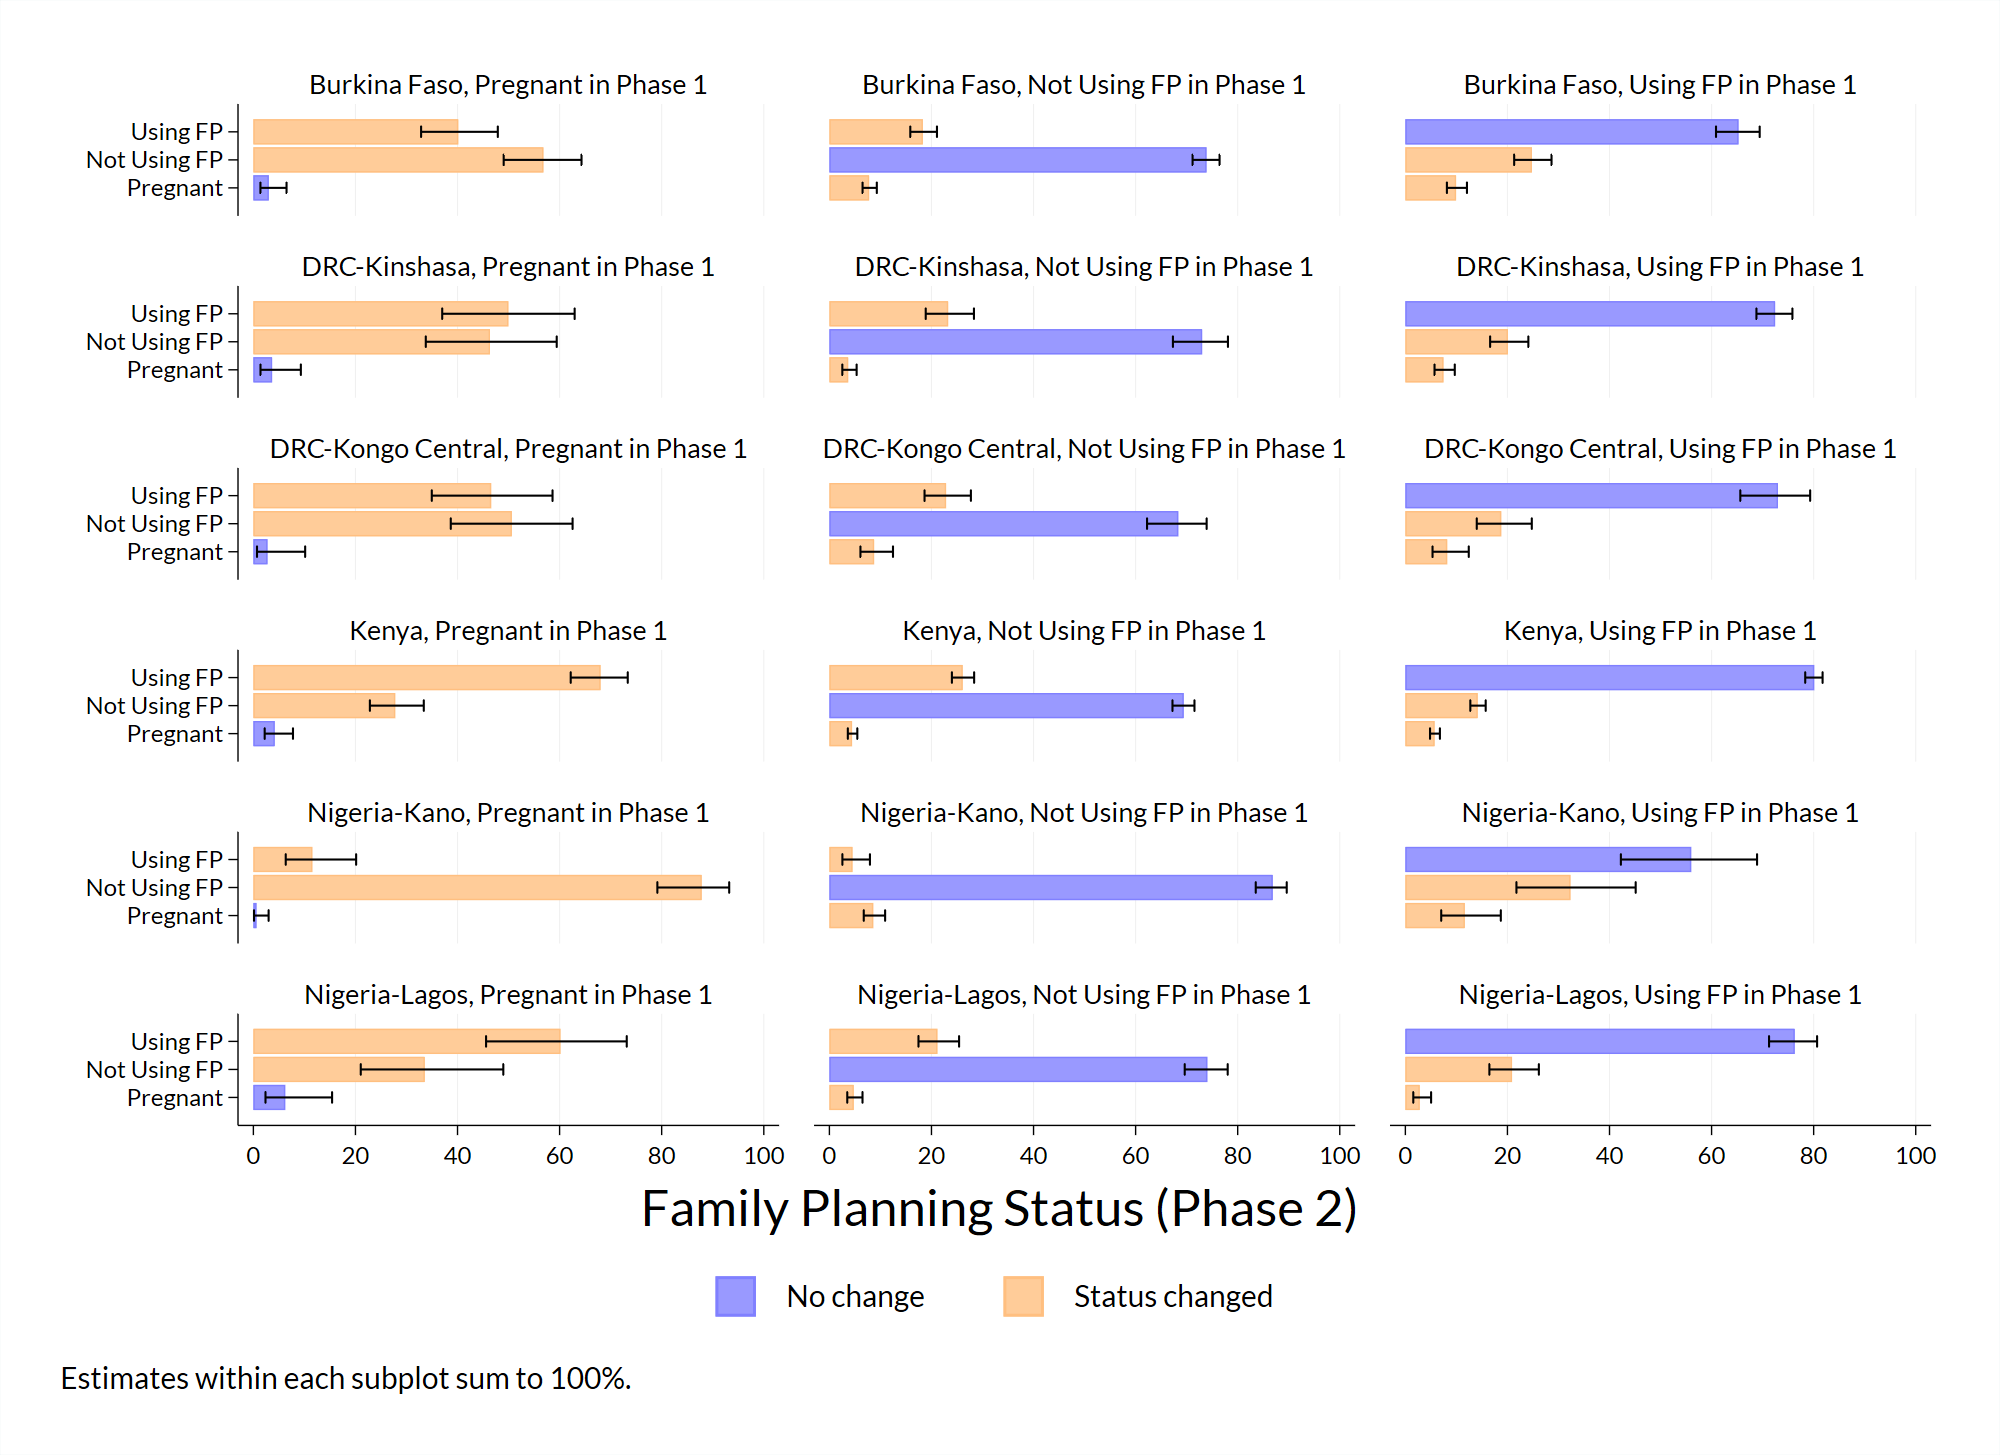 Burkina Faso, Pregnant in Phase 1
Burkina Faso, Not Using FP in Phase 1
Burkina Faso, Using FP in Phase 1
Using FP
Not Using FP
Pregnant
DRC-Kinshasa, Pregnant in Phase 1
DRC-Kinshasa, Not Using FP in Phase 1
DRC-Kinshasa, Using FP in Phase 1
Using FP
Not Using FP
Pregnant
DRC-Kongo Central, Pregnant in Phase 1
DRC-Kongo Central, Not Using FP in Phase 1
DRC-Kongo Central, Using FP in Phase 1
Using FP
Not Using FP
Pregnant
Kenya, Pregnant in Phase 1
Kenya, Not Using FP in Phase 1
Kenya, Using FP in Phase 1
Using FP
Not Using FP
Pregnant
Nigeria-Kano, Pregnant in Phase 1
Nigeria-Kano, Not Using FP in Phase 1
Nigeria-Kano, Using FP in Phase 1
Using FP
Not Using FP
Pregnant
Nigeria-Lagos, Pregnant in Phase 1
Nigeria-Lagos, Not Using FP in Phase 1
Nigeria-Lagos, Using FP in Phase 1
Using FP
Not Using FP
Pregnant
0 20 40 60 80 100
0 20 40 60 80 100
0 20 40 60 80 100
Family Planning Status (Phase 2)
No change
Status changed
Estimates within each subplot sum to 100%.